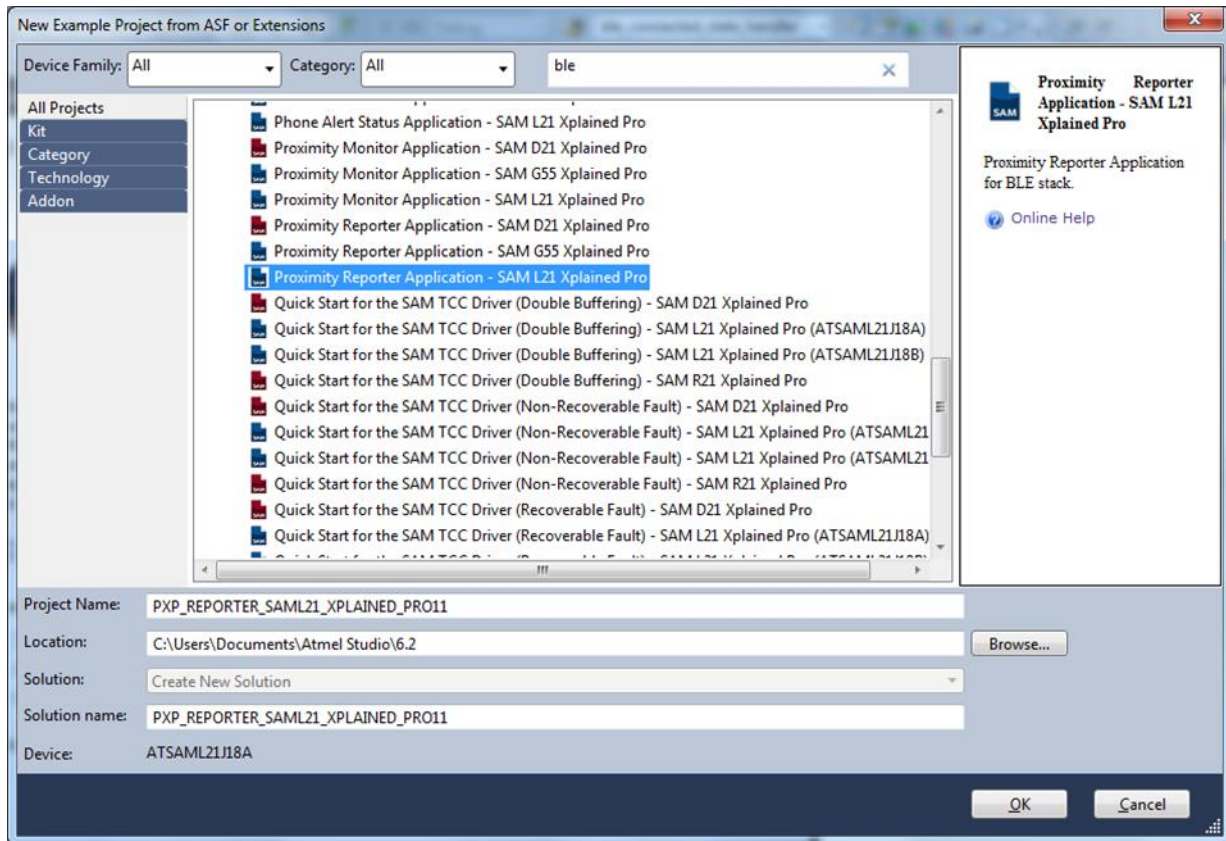 New Example Project from ASF or Extensions
Device Family: All Category: All ble
All Projects
Kit
Category
Technology
Addon
Phone Alert Status Application - SAM L21 Xplained Pro
Proximity Monitor Application - SAM D21 Xplained Pro
Proximity Monitor Application - SAM G55 Xplained Pro
Proximity Monitor Application - SAM L21 Xplained Pro
Proximity Reporter Application - SAM D21 Xplained Pro
Proximity Reporter Application - SAM G55 Xplained Pro
Proximity Reporter Application - SAM L21 Xplained Pro
Quick Start for the SAM TCC Driver (Double Buffering) - SAM D21 Xplained Pro
Quick Start for the SAM TCC Driver (Double Buffering) - SAM L21 Xplained Pro (ATSAML21J18A)
Quick Start for the SAM TCC Driver (Double Buffering) - SAM L21 Xplained Pro (ATSAML21J18B)
Quick Start for the SAM TCC Driver (Double Buffering) - SAM R21 Xplained Pro
Quick Start for the SAM TCC Driver (Non-Recoverable Fault) - SAM D21 Xplained Pro
Quick Start for the SAM TCC Driver (Non-Recoverable Fault) - SAM L21 Xplained Pro (ATSAML21
Quick Start for the SAM TCC Driver (Non-Recoverable Fault) - SAM L21 Xplained Pro (ATSAML21
Quick Start for the SAM TCC Driver (Non-Recoverable Fault) - SAM R21 Xplained Pro
Quick Start for the SAM TCC Driver (Recoverable Fault) - SAM D21 Xplained Pro
Quick Start for the SAM TCC Driver (Recoverable Fault) - SAM L21 Xplained Pro (ATSAML21J18A)
SAM
Proximity Reporter
Application - SAM L21
Xplained Pro
Proximity Reporter Application
for BLE stack.
Online Help
Project Name: PXP_REPORTER_SAML21_XPLAINED_PRO11
Location: C:\Users\Documents\Atmel Studio\6.2 Browse...
Solution: Create New Solution
Solution name: PXP_REPORTER_SAML21_XPLAINED_PRO11
Device: ATSAML21J18A
OK Cancel